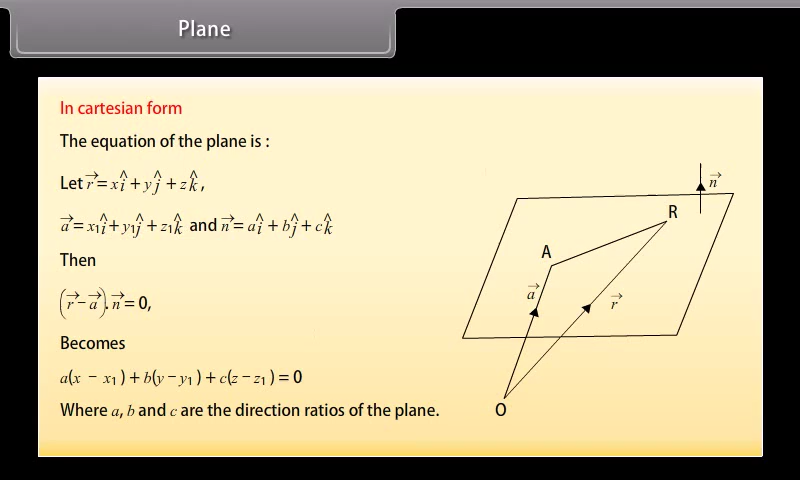 Plane
In cartesian form
The equation of the plane is :
Let r⃗ = xî + yĵ + zk̂ ,
a⃗ = x₁î + y₁ĵ + z₁k̂ and n⃗ = aî + bĵ + ck̂
Then
(r⃗ – a⃗). n⃗ = 0,
Becomes
a(x – x₁) + b(y – y₁) + c(z – z₁) = 0
Where a, b and c are the direction ratios of the plane.
n⃗
R
A
a⃗
r⃗
O